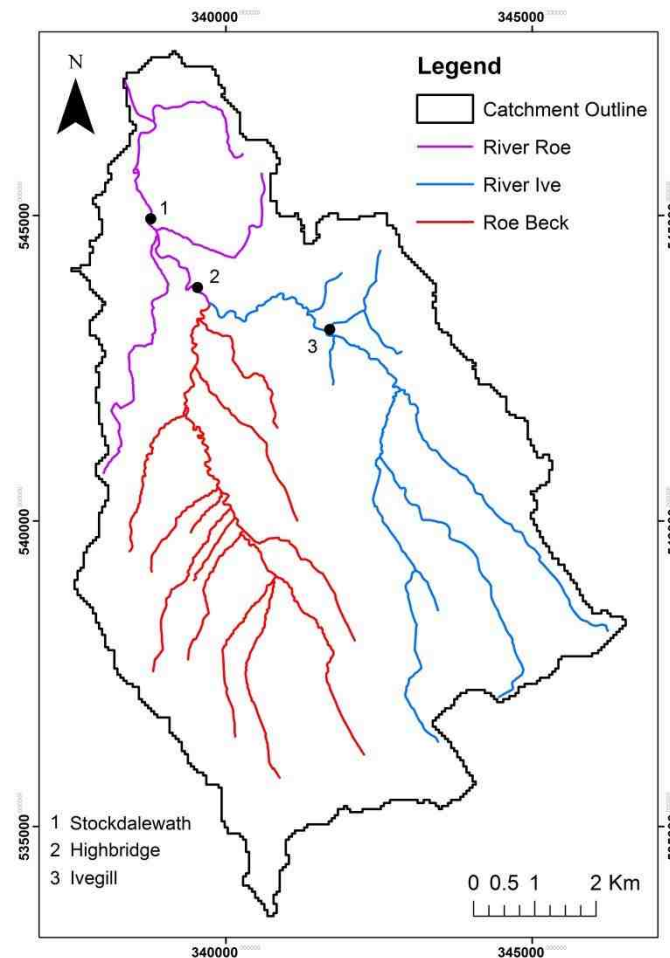 340000
345000
N
Legend
Catchment Outline
River Roe
River Ive
Roe Beck
545000
1
2
3
540000
535000
1 Stockdalewath
2 Highbridge
3 Ivegill
0 0.5 1 2 Km
340000
345000